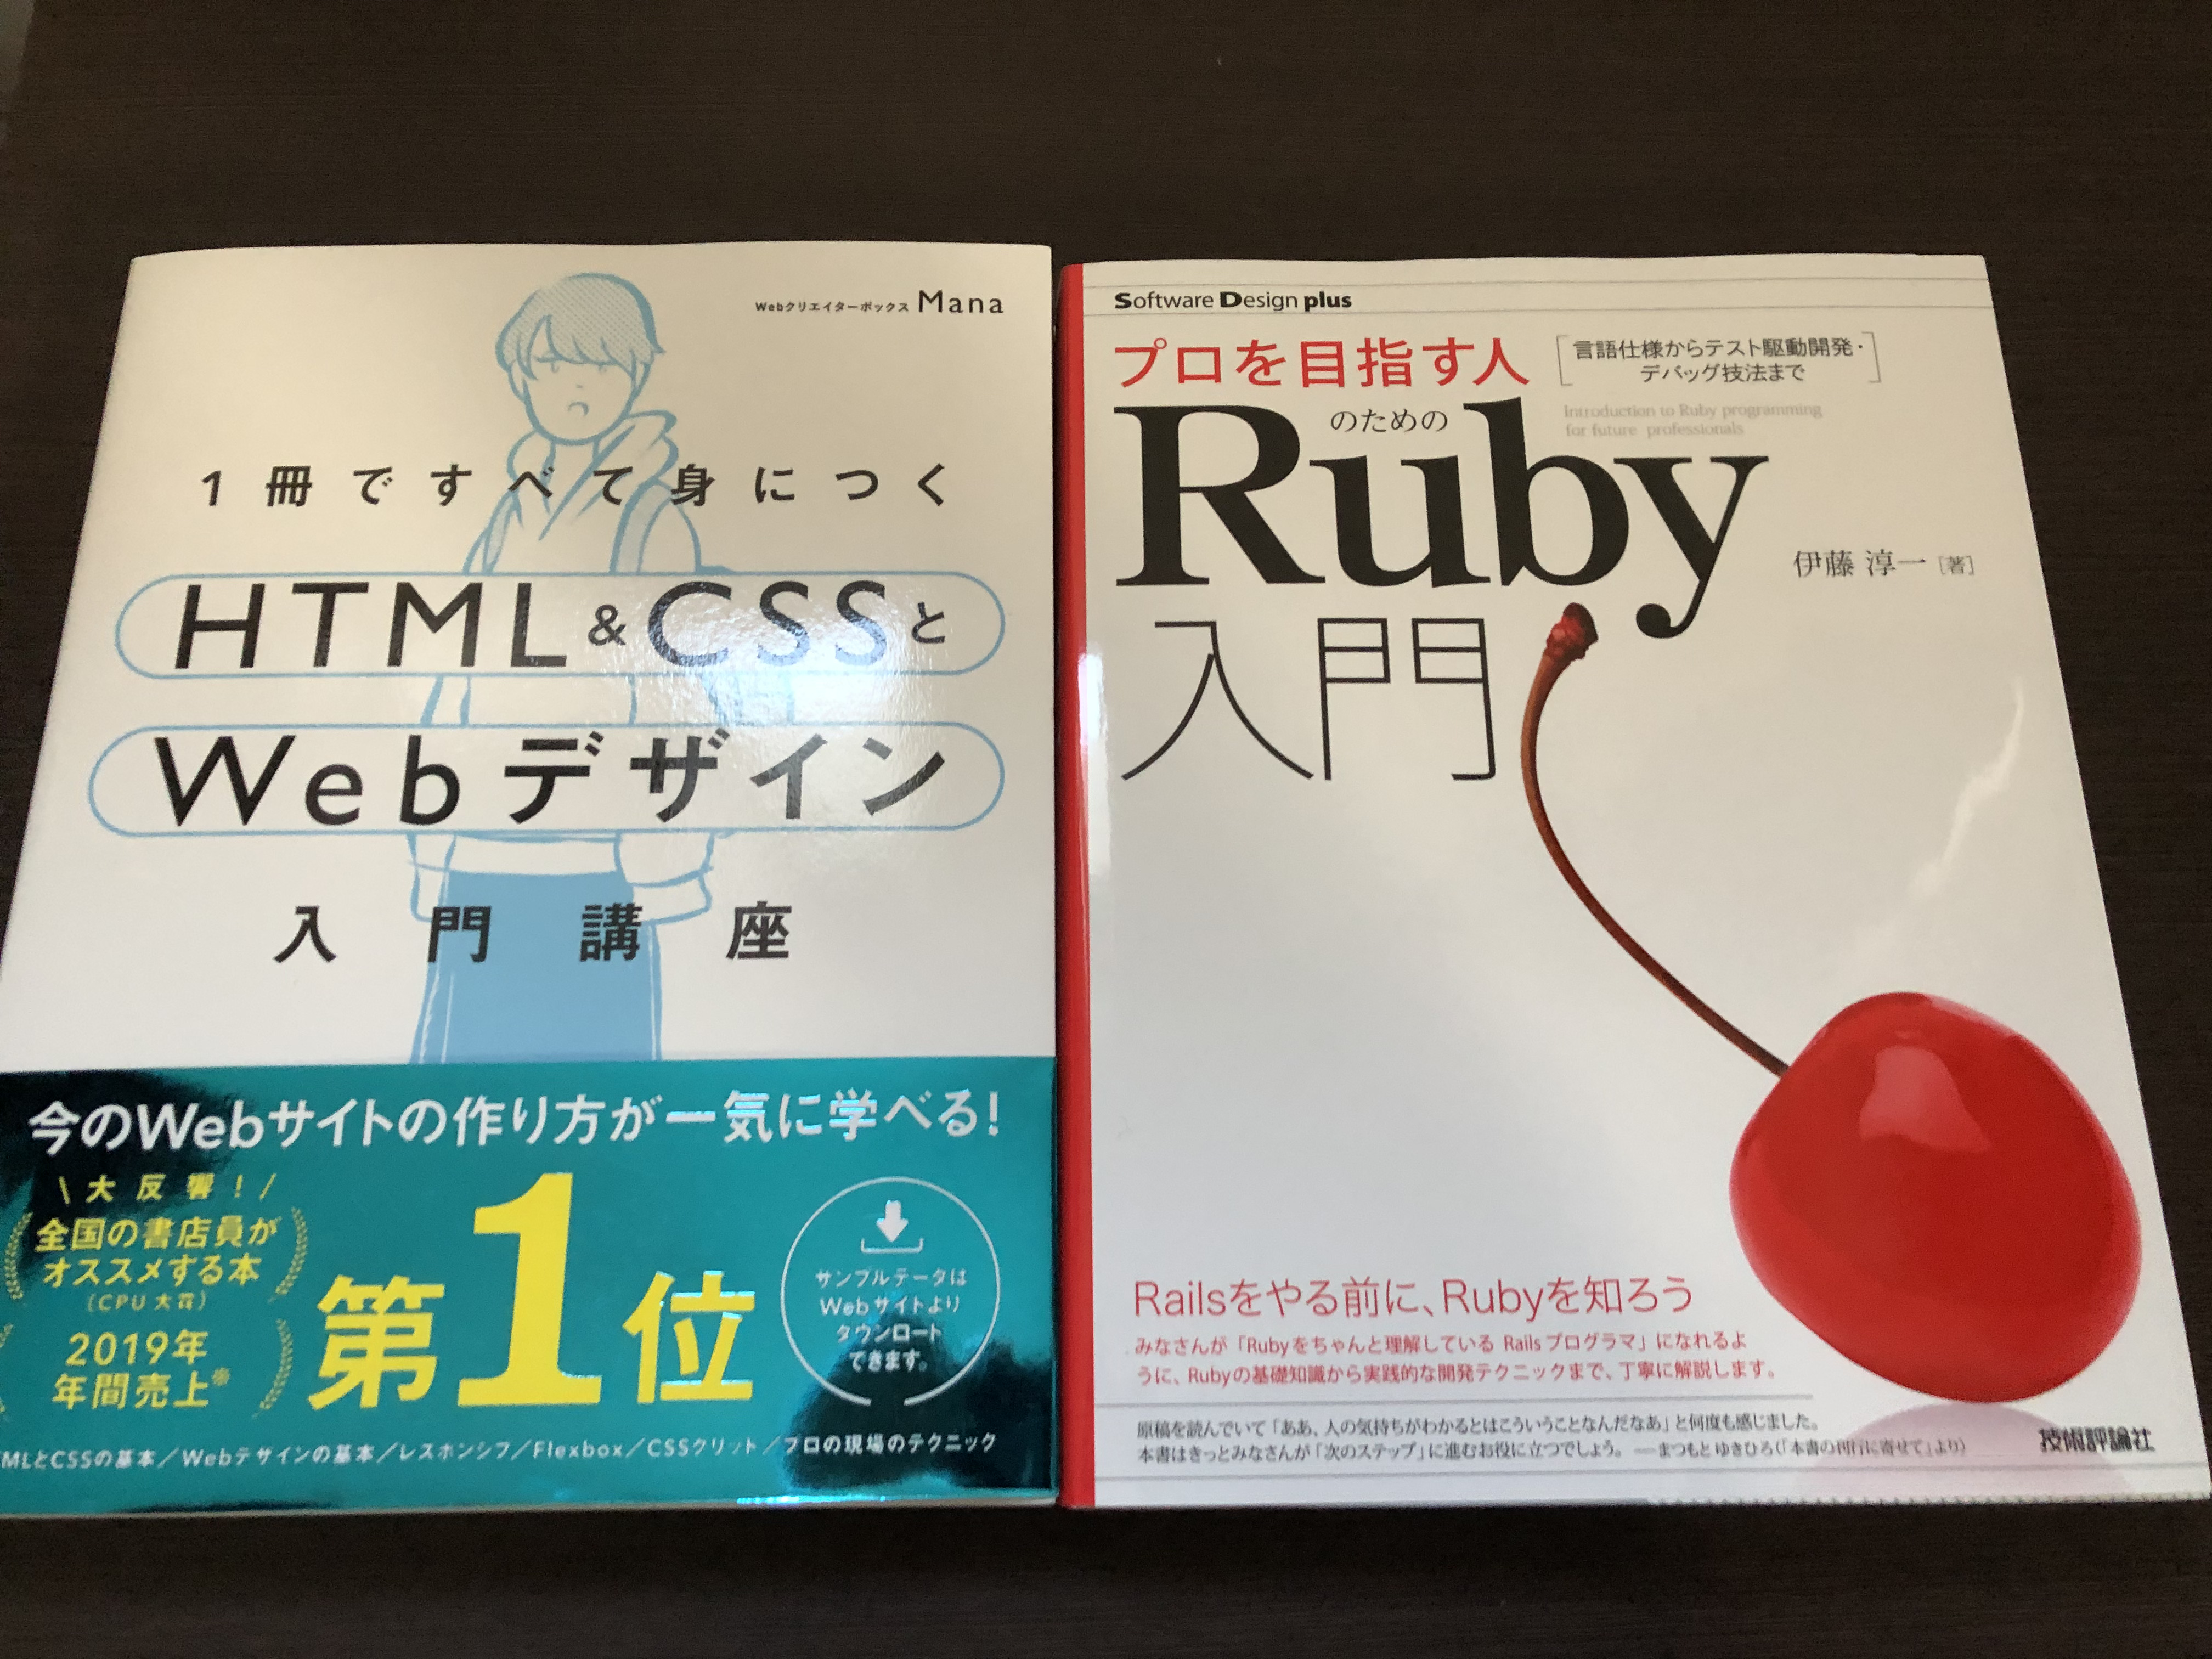 Webクリエイターボックス Mana
1冊ですべて身につく
HTML&CSSと
Webデザイン
入門講座
今のWebサイトの作り方が一気に学べる!
\大反響!/
全国の書店員が
オススメする本
(CPU大賞)
2019年
年間売上※
第1位
サンプルデータは
Webサイトより
ダウンロード
できます。
MLとCSSの基本/Webデザインの基本/レスポンシブ/Flexbox/CSSグリッド/プロの現場のテクニック
Software Design plus
プロを目指す人
のための
Ruby
入門
言語仕様からテスト駆動開発・
デバッグ技法まで
Introduction to Ruby programming
for future professionals
伊藤 淳一 [著]
Railsをやる前に、Rubyを知ろう
みなさんが「Rubyをちゃんと理解している Rails プログラマ」になれるよ
うに、Rubyの基礎知識から実践的な開発テクニックまで、丁寧に解説します。
原稿を読んでいて「ああ、人の気持ちがわかるとはこういうことなんだなあ」と何度も感じました。
本書はきっとみなさんが「次のステップ」に進むお役に立つでしょう。 ―まつもと ゆきひろ(「本書の刊行に寄せて」より)
技術評論社